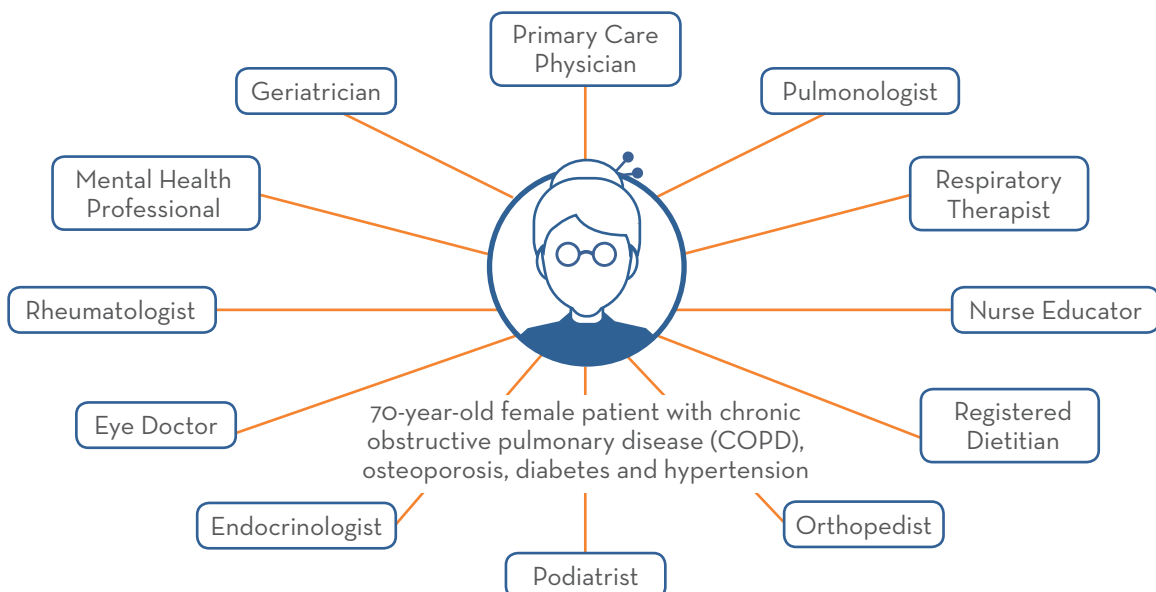 Primary Care
Physician
Geriatrician
Pulmonologist
Mental Health
Professional
Respiratory
Therapist
Rheumatologist
Nurse Educator
Eye Doctor
70-year-old female patient with chronic
obstructive pulmonary disease (COPD),
osteoporosis, diabetes and hypertension
Registered
Dietitian
Endocrinologist
Orthopedist
Podiatrist